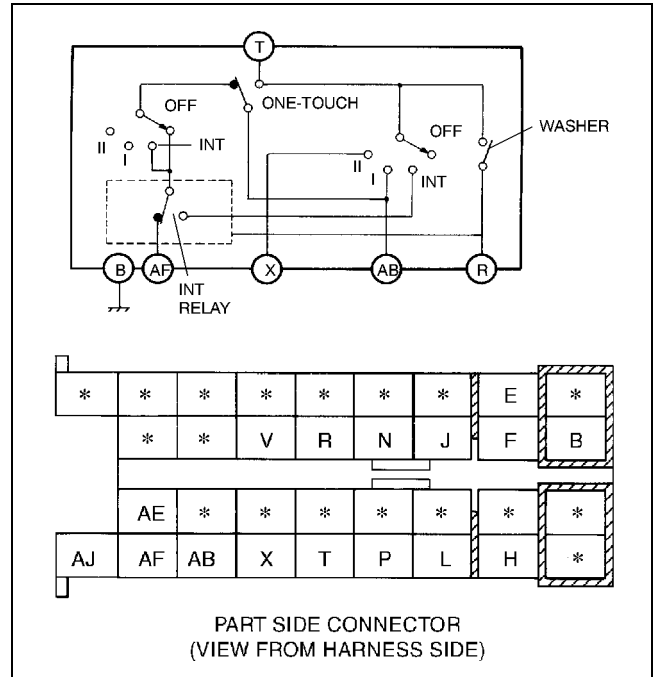 T
OFF
ONE-TOUCH
OFF
WASHER
II
I
INT
II
I
INT
B
AF
X
AB
R
INT
RELAY
* * * * * * * E *
* * V R N J F B
AE * * * * * * *
AJ AF AB X T P L H *
PART SIDE CONNECTOR
(VIEW FROM HARNESS SIDE)